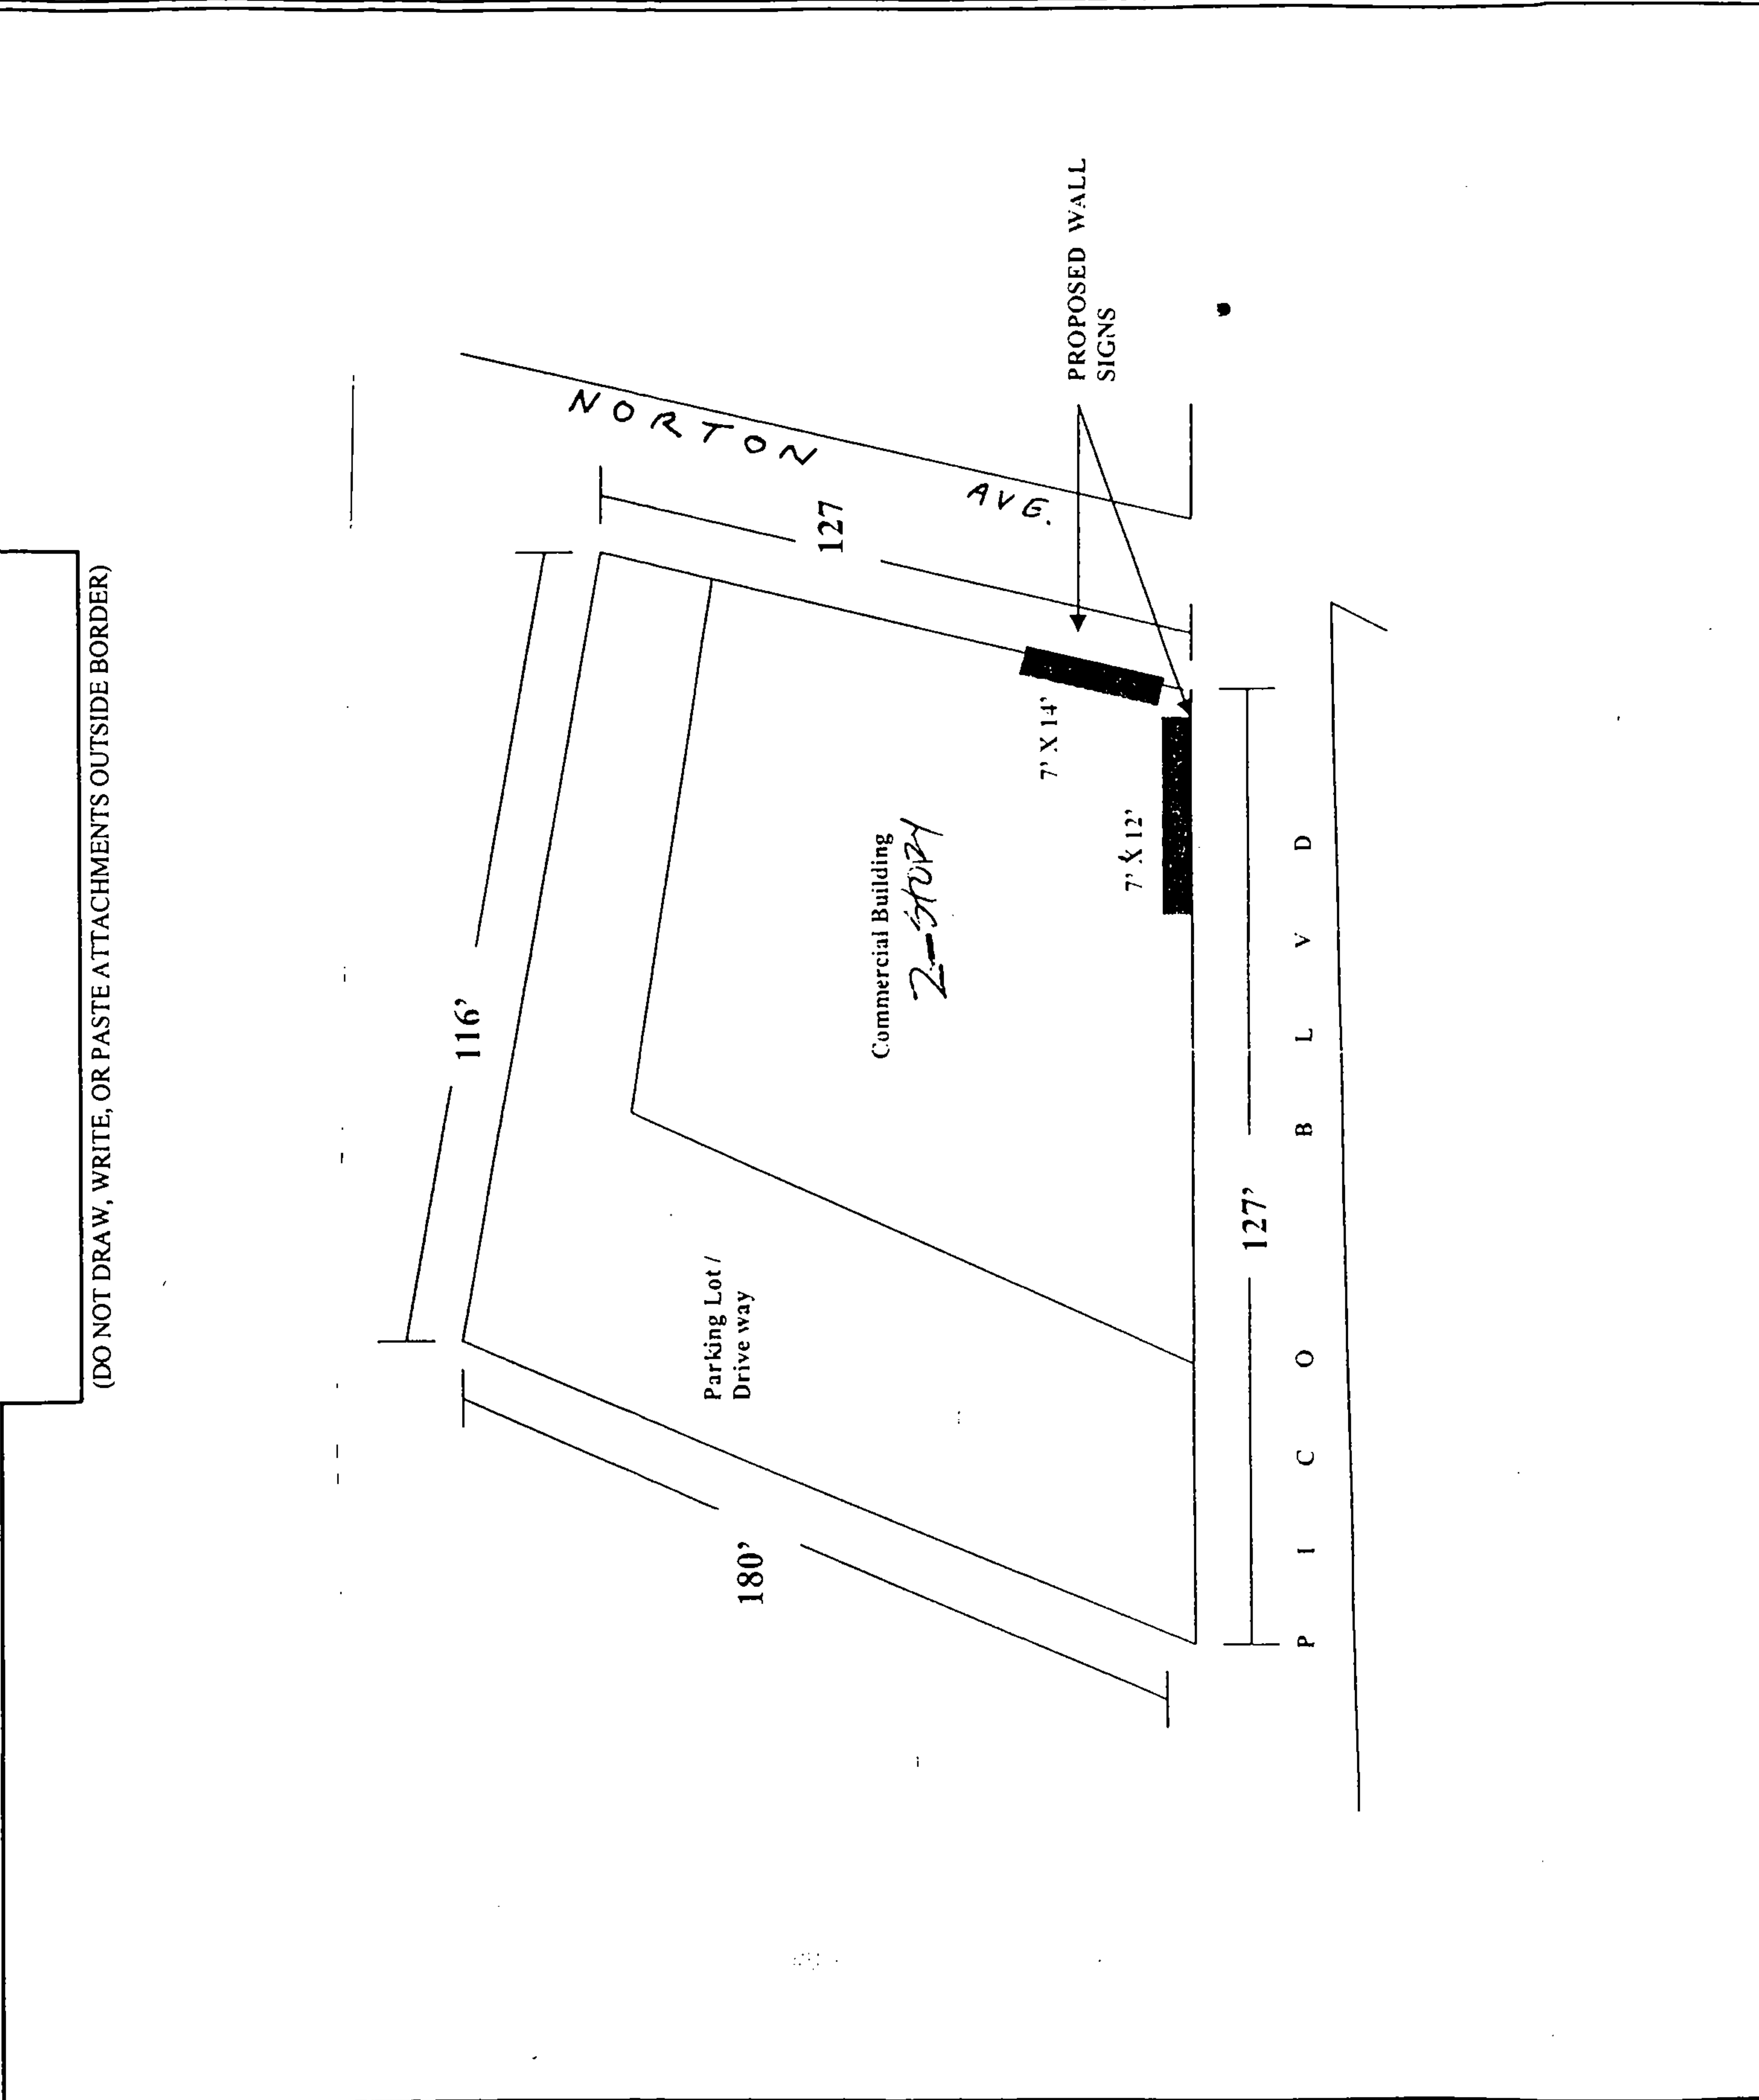 (DO NOT DRAW, WRITE, OR PASTE ATTACHMENTS OUTSIDE BORDER)
116'
NORTON AVE.
127
PROPOSED WALL
SIGNS
180'
Parking Lot /
Drive way
Commercial Building
2-STORY
7' X 14'
7' X 12'
127'
PICO BLVD